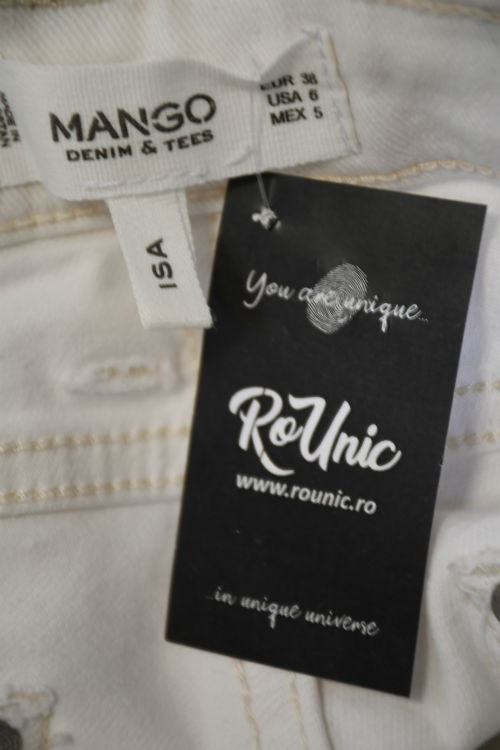 MANGO
DENIM & TEES
EUR 38
USA 6
MEX 5
ISA
You are unique...
RoUnic
www.rounic.ro
...in unique universe